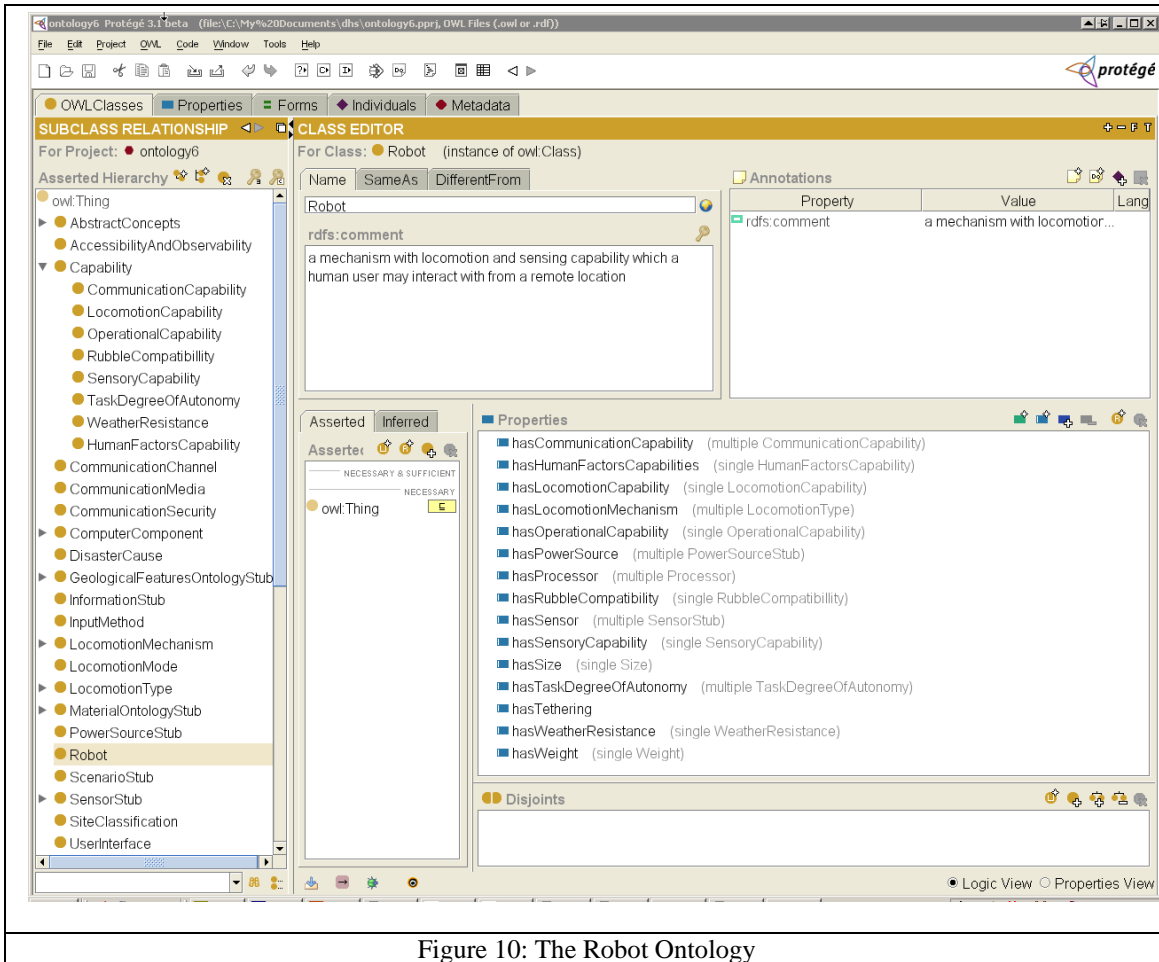 ontology6 Protégé 3.1 beta (file:\C:\My%20Documents\dhs\ontology6.pprj, OWL Files (.owl or .rdf))
File Edit Project OWL Code Window Tools Help
protégé
OWLClasses Properties Forms Individuals Metadata
SUBCLASS RELATIONSHIP
For Project: ontology6
Asserted Hierarchy
owl:Thing
AbstractConcepts
AccessibilityAndObservability
Capability
CommunicationCapability
LocomotionCapability
OperationalCapability
RubbleCompatibillity
SensoryCapability
TaskDegreeOfAutonomy
WeatherResistance
HumanFactorsCapability
CommunicationChannel
CommunicationMedia
CommunicationSecurity
ComputerComponent
DisasterCause
GeologicalFeaturesOntologyStub
InformationStub
InputMethod
LocomotionMechanism
LocomotionMode
LocomotionType
MaterialOntologyStub
PowerSourceStub
Robot
ScenarioStub
SensorStub
SiteClassification
UserInterface
CLASS EDITOR
For Class: Robot (instance of owl:Class)
Name SameAs DifferentFrom
Robot
rdfs:comment
a mechanism with locomotion and sensing capability which a
human user may interact with from a remote location
Annotations
Property Value Lang
rdfs:comment a mechanism with locomotior...
Asserted Inferred
Asserted
NECESSARY & SUFFICIENT
NECESSARY
owl:Thing
Properties
hasCommunicationCapability (multiple CommunicationCapability)
hasHumanFactorsCapabilities (single HumanFactorsCapability)
hasLocomotionCapability (single LocomotionCapability)
hasLocomotionMechanism (multiple LocomotionType)
hasOperationalCapability (single OperationalCapability)
hasPowerSource (multiple PowerSourceStub)
hasProcessor (multiple Processor)
hasRubbleCompatibility (single RubbleCompatibillity)
hasSensor (multiple SensorStub)
hasSensoryCapability (single SensoryCapability)
hasSize (single Size)
hasTaskDegreeOfAutonomy (multiple TaskDegreeOfAutonomy)
hasTethering
hasWeatherResistance (single WeatherResistance)
hasWeight (single Weight)
Disjoints
Logic View Properties View
Figure 10: The Robot Ontology